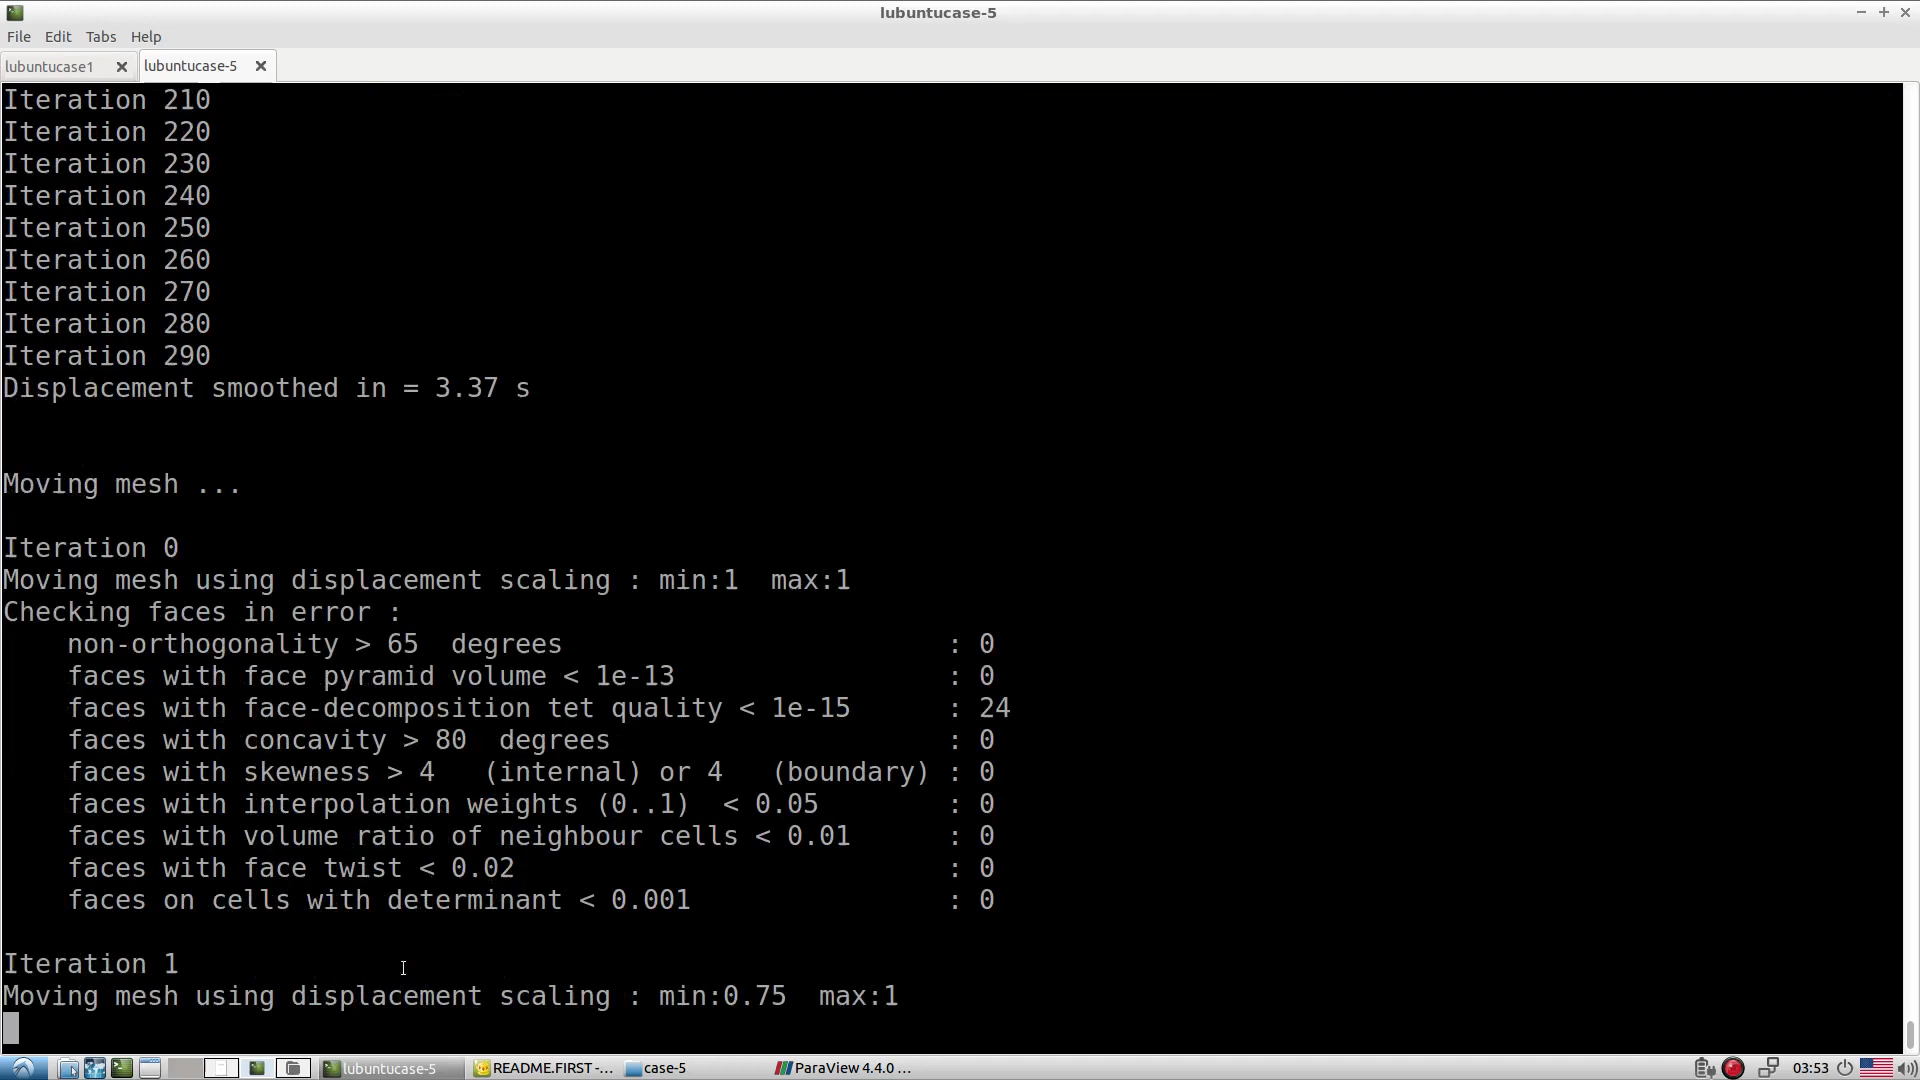 lubuntucase-5
File Edit Tabs Help
lubuntucase1 lubuntucase-5
Iteration 210
Iteration 220
Iteration 230
Iteration 240
Iteration 250
Iteration 260
Iteration 270
Iteration 280
Iteration 290
Displacement smoothed in = 3.37 s
Moving mesh ...
Iteration 0
Moving mesh using displacement scaling : min:1  max:1
Checking faces in error :
    non-orthogonality > 65  degrees                        : 0
    faces with face pyramid volume < 1e-13                 : 0
    faces with face-decomposition tet quality < 1e-15      : 24
    faces with concavity > 80  degrees                     : 0
    faces with skewness > 4   (internal) or 4   (boundary) : 0
    faces with interpolation weights (0..1)  < 0.05        : 0
    faces with volume ratio of neighbour cells < 0.01      : 0
    faces with face twist < 0.02                           : 0
    faces on cells with determinant < 0.001                : 0
Iteration 1
Moving mesh using displacement scaling : min:0.75  max:1
lubuntucase-5 README.FIRST -... case-5 ParaView 4.4.0 ... 03:53